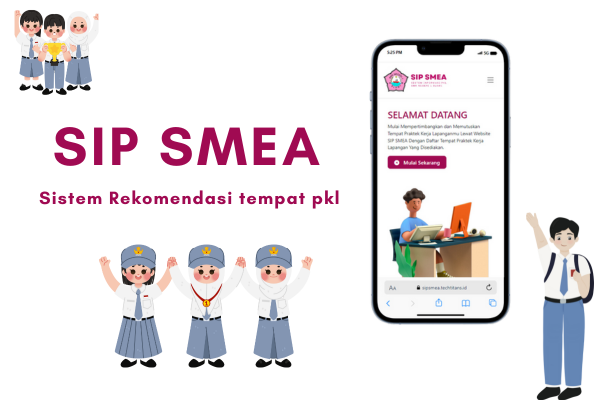 SIP SMEA
Sistem Rekomendasi tempat pkl
5:25 PM
5G
SIP SMEA
SELAMAT DATANG
Mulai Mempertimbangkan dan Memutuskan
Tempat Praktek Kerja Lapanganmu Lewat Website
SIP SMEA Dengan Daftar Tempat Praktek Kerja
Lapangan Yang Disediakan.
Mulai Sekarang
AA
sipsmea.techtitans.id